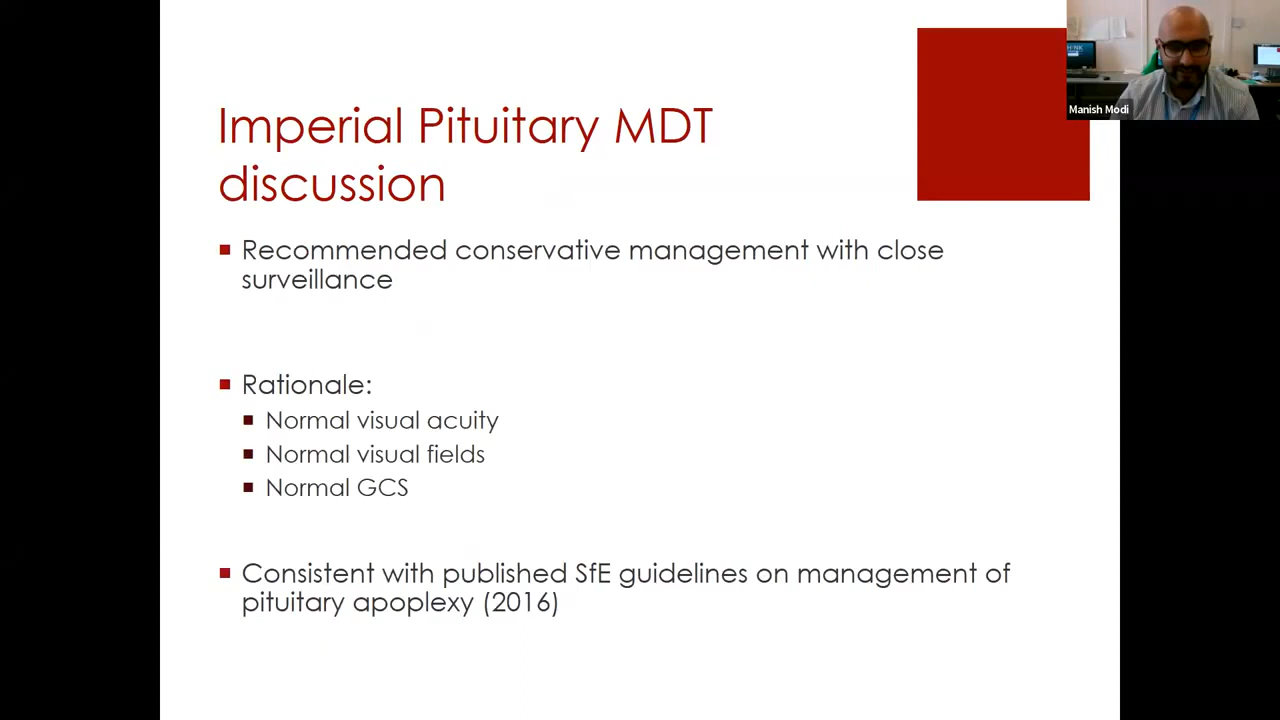 Imperial Pituitary MDT
discussion
Recommended conservative management with close
surveillance
Rationale:
Normal visual acuity
Normal visual fields
Normal GCS
Consistent with published SfE guidelines on management of
pituitary apoplexy (2016)
Manish Modi